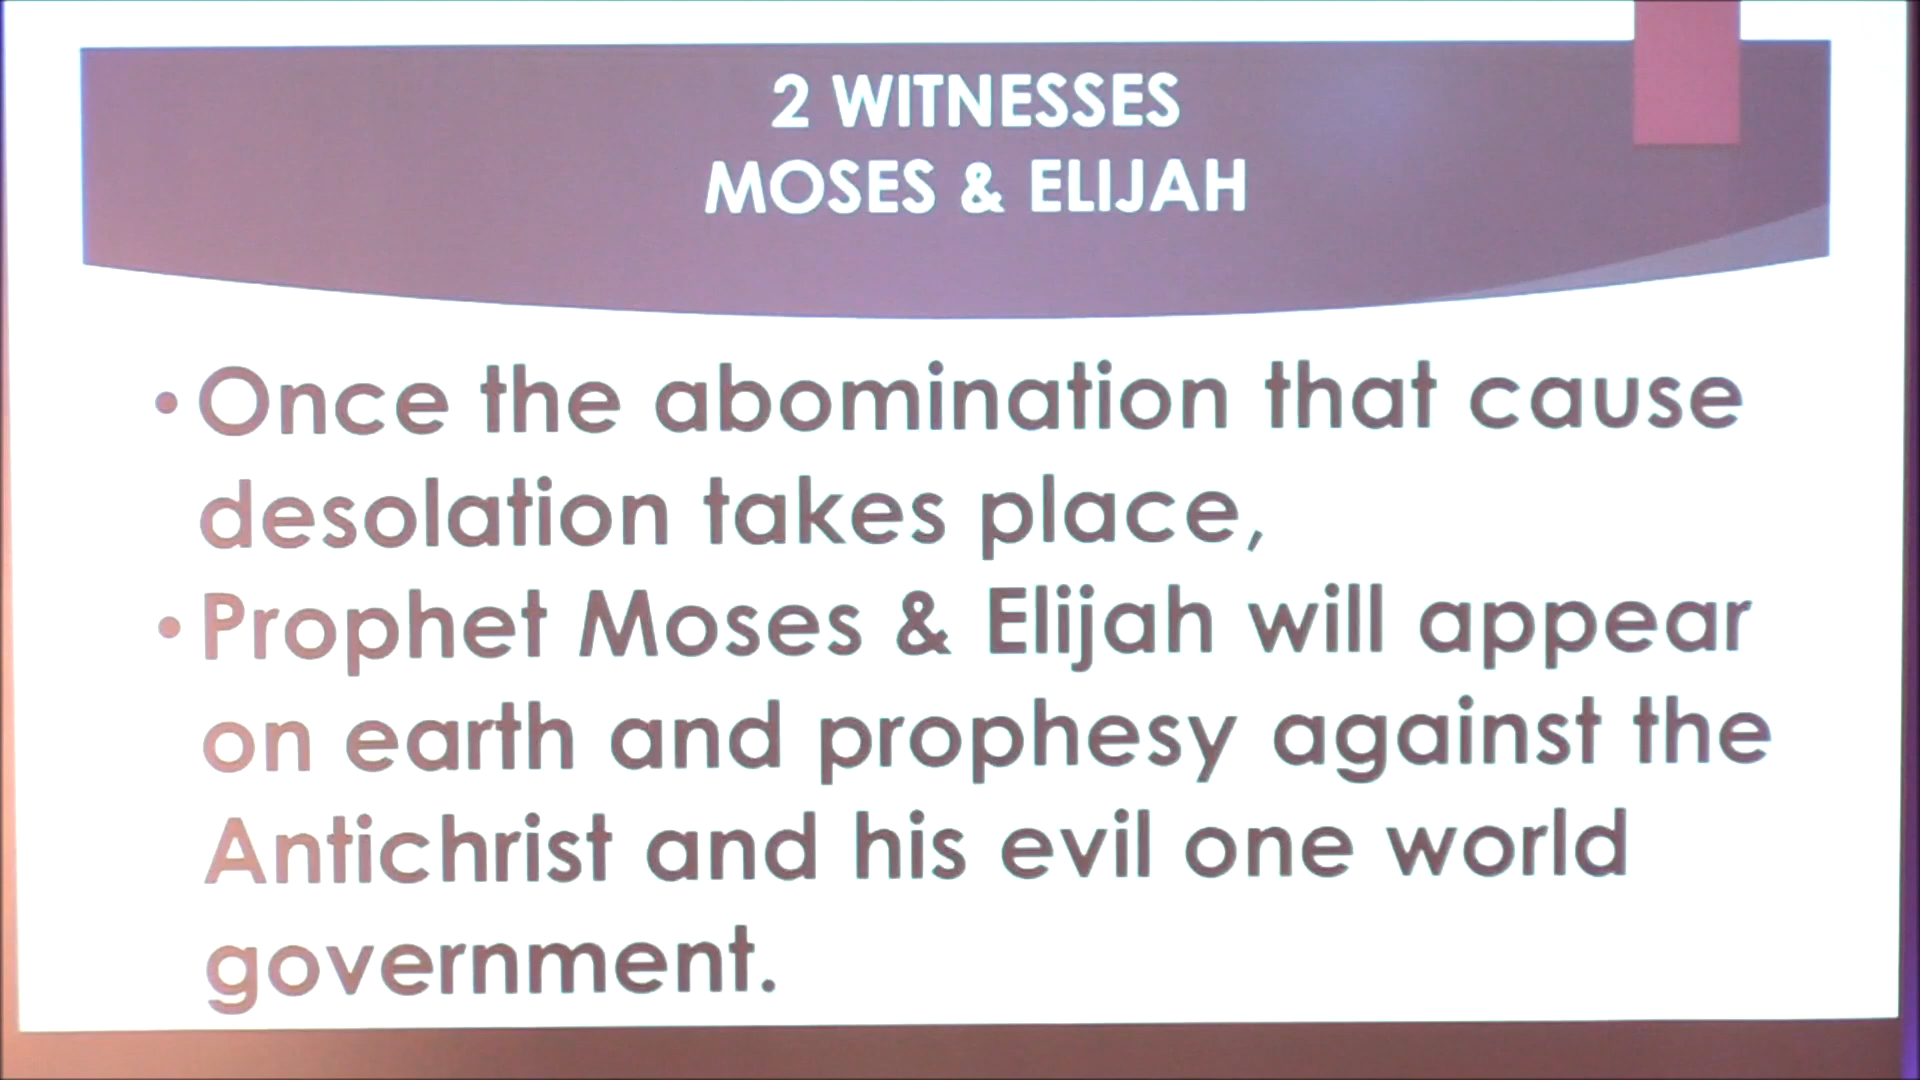 2 WITNESSES
MOSES & ELIJAH
• Once the abomination that cause
desolation takes place,
• Prophet Moses & Elijah will appear
on earth and prophesy against the
Antichrist and his evil one world
government.